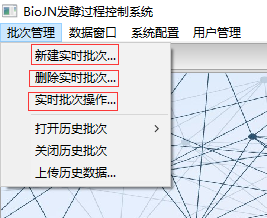 BioJN发酵过程控制系统
批次管理 数据窗口 系统配置 用户管理
新建实时批次...
删除实时批次...
实时批次操作...
打开历史批次
关闭历史批次
上传历史数据...